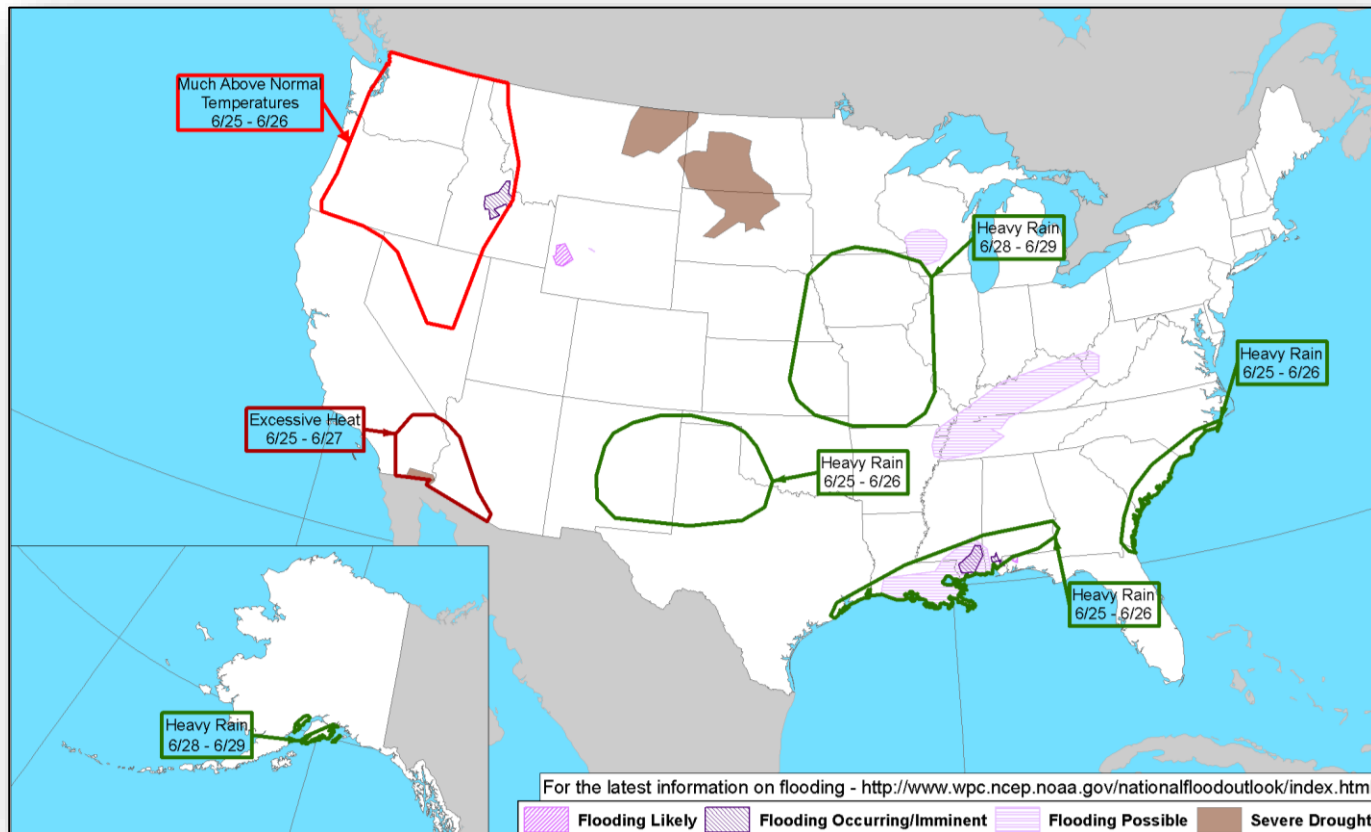 Much Above Normal
Temperatures
6/25 - 6/26
Heavy Rain
6/28 - 6/29
Heavy Rain
6/25 - 6/26
Excessive Heat
6/25 - 6/27
Heavy Rain
6/25 - 6/26
Heavy Rain
6/25 - 6/26
Heavy Rain
6/28 - 6/29
For the latest information on flooding - http://www.wpc.ncep.noaa.gov/nationalfloodoutlook/index.htm
Flooding Likely Flooding Occurring/Imminent Flooding Possible Severe Drought